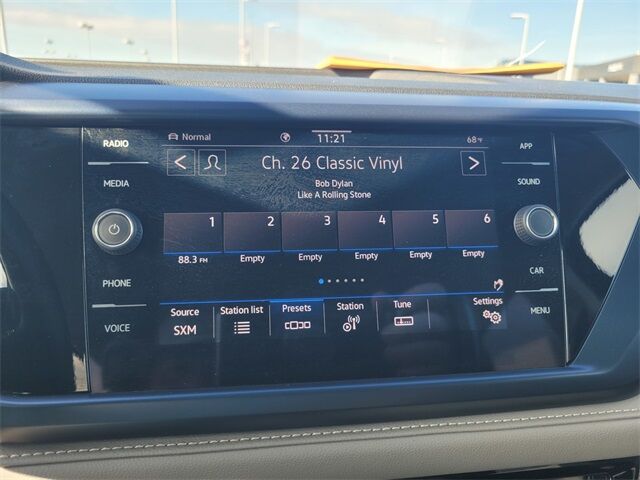 RADIO
MEDIA
PHONE
VOICE
Normal
11:21
68°F
Ch. 26 Classic Vinyl
Bob Dylan
Like A Rolling Stone
1 2 3 4 5 6
88.3 FM Empty Empty Empty Empty Empty
Source Station list Presets Station Tune Settings
SXM
APP
SOUND
CAR
MENU